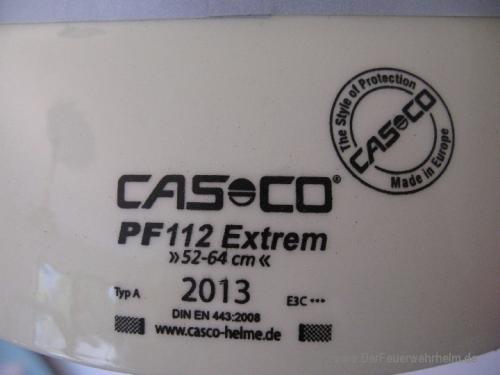 The Style of Protection
CASCO
Made in Europe
CASCO®
PF112 Extrem
»52-64 cm«
Typ A 2013 E3C •••
DIN EN 443:2008
www.casco-helme.de
www.DerFeuerwehrhelm.de